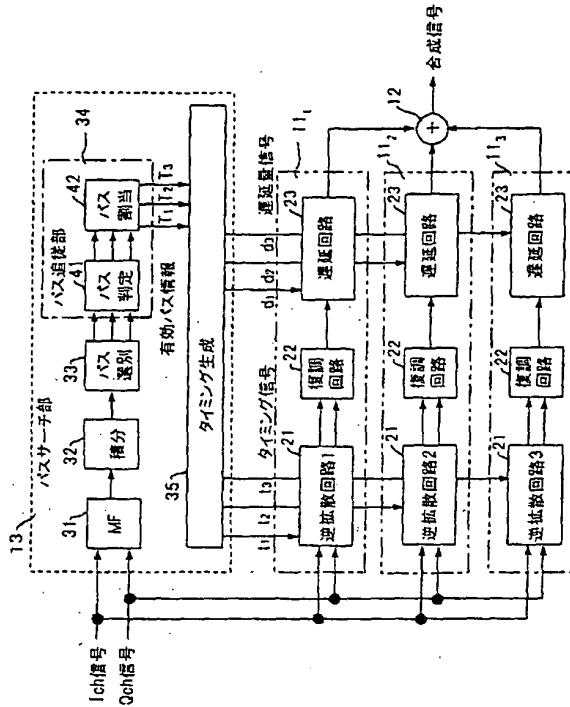 13
パスサーチ部
34
パス追従部
31
MF
32
積分
33
パス
選別
41
パス
判定
42
パス
割当
T₁
T₂
T₃
有効パス情報
35
タイミング生成
Ich信号
Qch信号
タイミング信号
遅延量信号
t₁
t₂
t₃
d₁
d₂
d₃
11₁
21
逆拡散回路1
22
復調
回路
23
遅延回路
12
+
合成信号
11₂
21
逆拡散回路2
22
復調
回路
23
遅延回路
11₃
21
逆拡散回路3
22
復調
回路
23
遅延回路